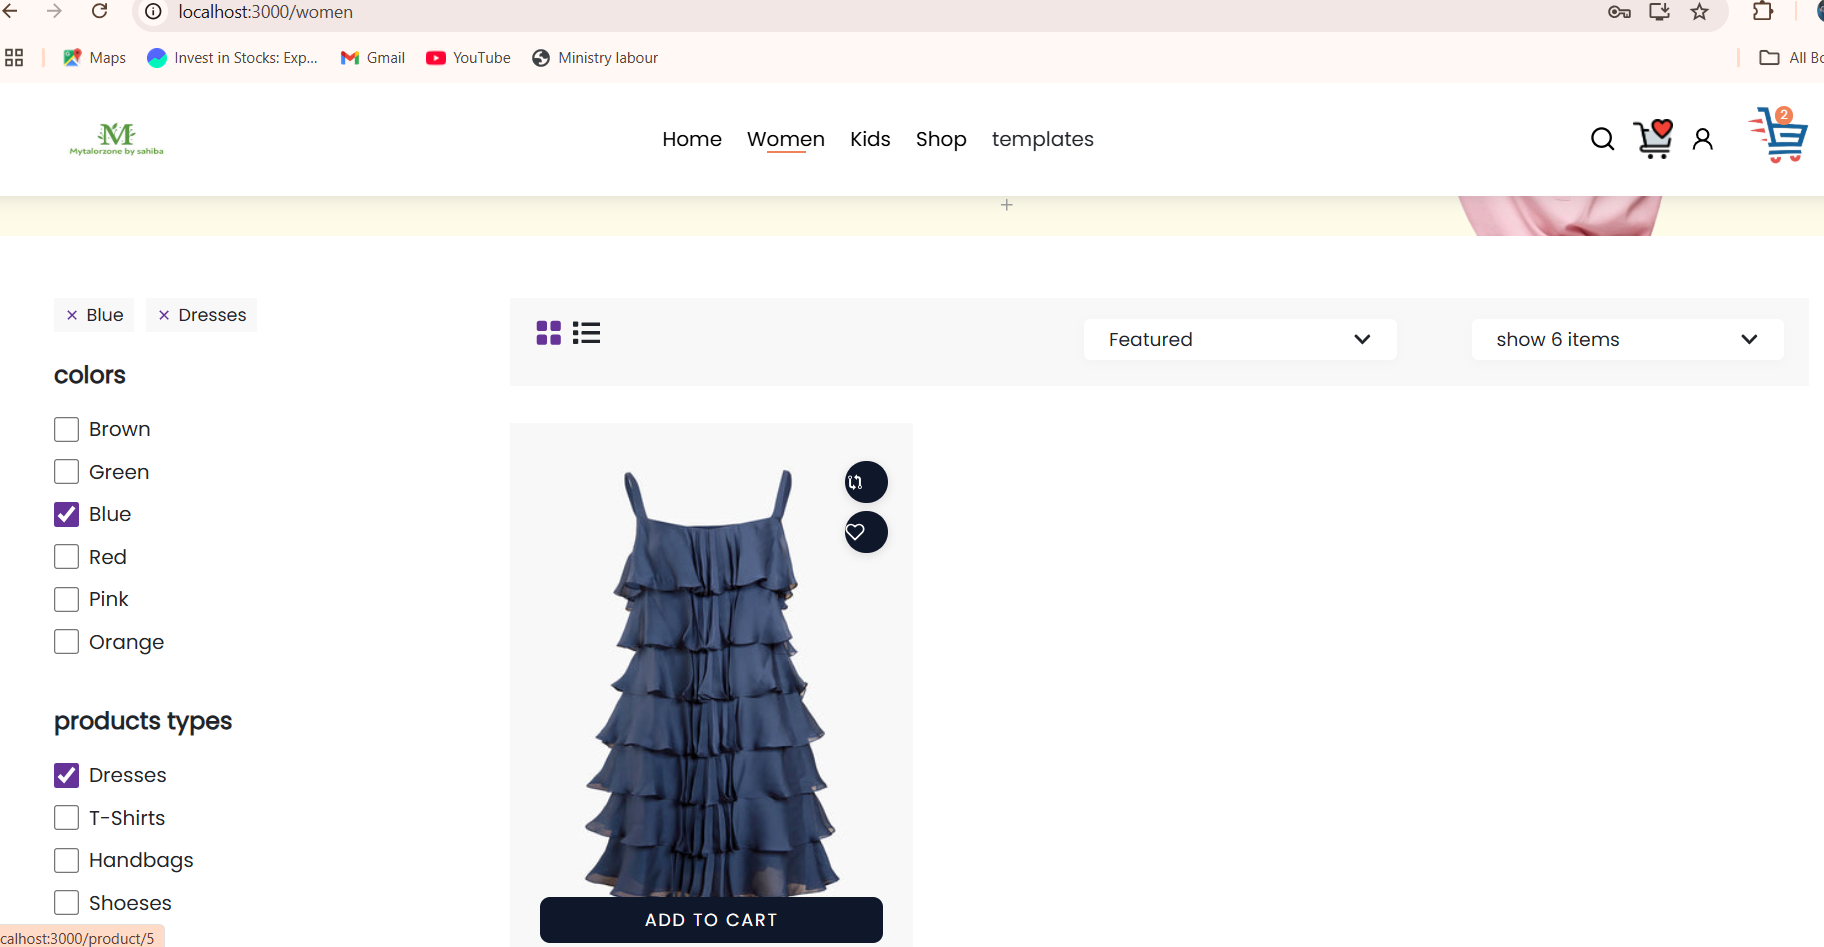 localhost:3000/women
Maps Invest in Stocks: Exp... Gmail YouTube Ministry labour All Bo
M
Mytalorzone by sahiba
Home Women Kids Shop templates
2
× Blue × Dresses
Featured show 6 items
colors
Brown
Green
Blue
Red
Pink
Orange
products types
Dresses
T-Shirts
Handbags
Shoeses
ADD TO CART
calhost:3000/product/5